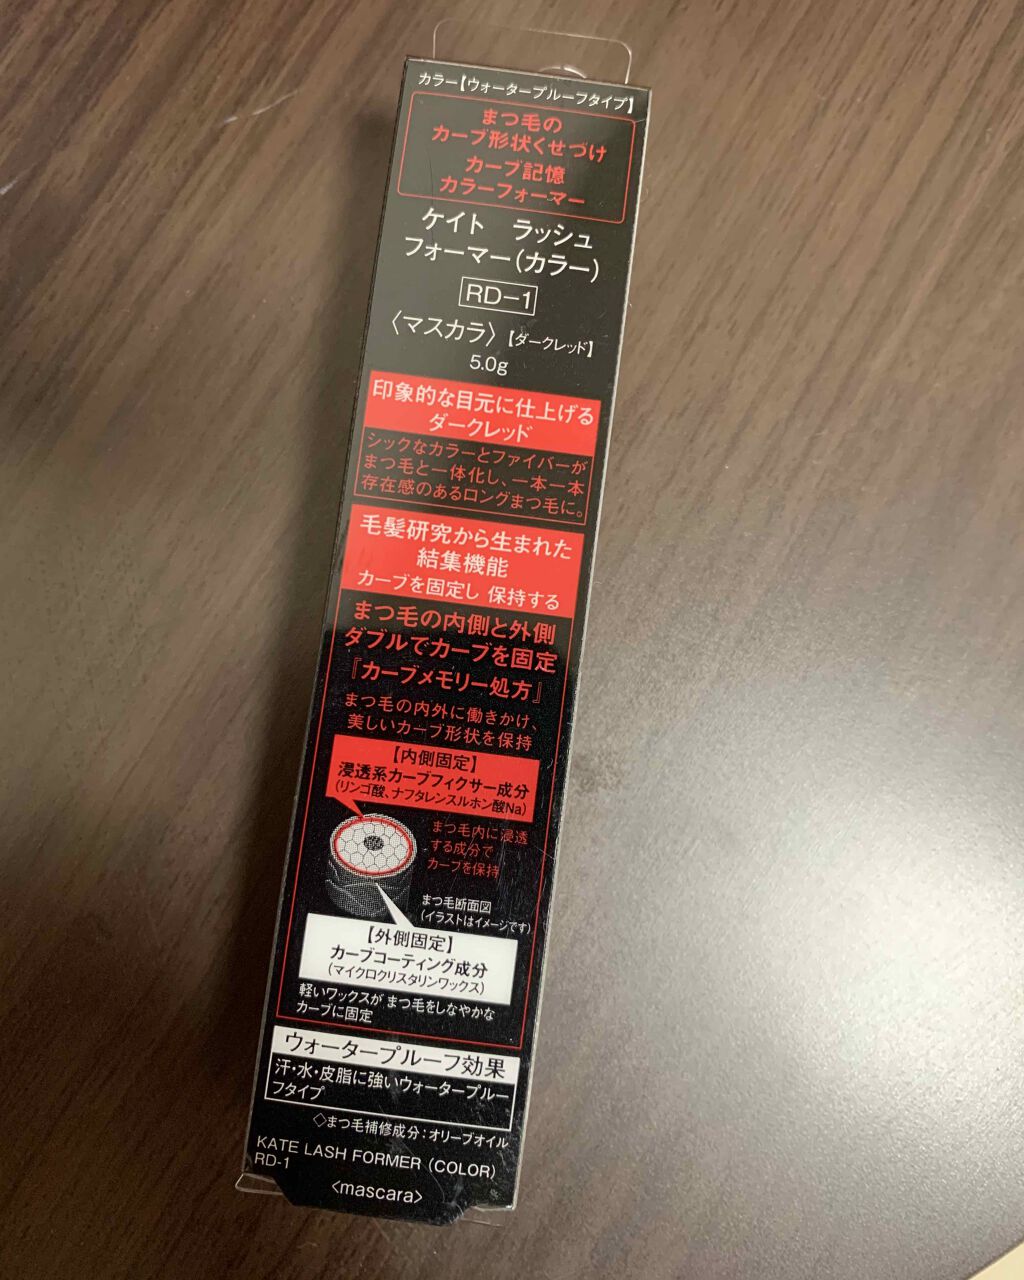 カラー【ウォータープルーフタイプ】
まつ毛の
カーブ形状くせづけ
カーブ記憶
カラーフォーマー
ケイト ラッシュ
フォーマー(カラー)
RD-1
〈マスカラ〉【ダークレッド】
5.0g
印象的な目元に仕上げる
ダークレッド
シックなカラーとファイバーが
まつ毛と一体化し、一本一本
存在感のあるロングまつ毛に。
毛髪研究から生まれた
結集機能
カーブを固定し 保持する
まつ毛の内側と外側
ダブルでカーブを固定
『カーブメモリー処方』
まつ毛の内外に働きかけ、
美しいカーブ形状を保持
【内側固定】
浸透系カーブフィクサー成分
(リンゴ酸、ナフタレンスルホン酸Na)
まつ毛内に浸透
する成分で
カーブを保持
まつ毛断面図
(イラストはイメージです)
【外側固定】
カーブコーティング成分
(マイクロクリスタリンワックス)
軽いワックスが まつ毛をしなやかな
カーブに固定
ウォータープルーフ効果
汗・水・皮脂に強いウォータープルー
フタイプ
◇まつ毛補修成分:オリーブオイル
KATE LASH FORMER (COLOR)
RD-1
<mascara>